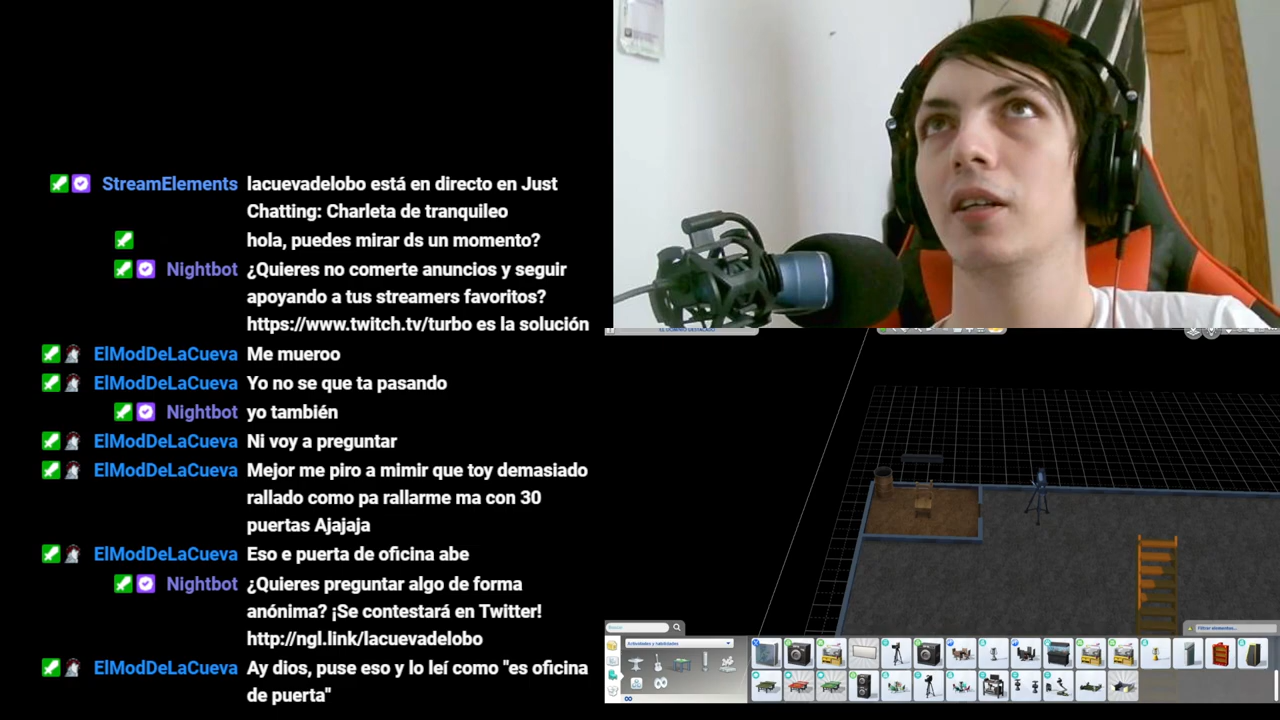 StreamElements lacuevadelobo está en directo en Just
Chatting: Charleta de tranquileo
hola, puedes mirar ds un momento?
Nightbot ¿Quieres no comerte anuncios y seguir
apoyando a tus streamers favoritos?
https://www.twitch.tv/turbo es la solución
ElModDeLaCueva Me mueroo
ElModDeLaCueva Yo no se que ta pasando
Nightbot yo también
ElModDeLaCueva Ni voy a preguntar
ElModDeLaCueva Mejor me piro a mimir que toy demasiado
rallado como pa rallarme ma con 30
puertas Ajajaja
ElModDeLaCueva Eso e puerta de oficina abe
Nightbot ¿Quieres preguntar algo de forma
anónima? ¡Se contestará en Twitter!
http://ngl.link/lacuevadelobo
ElModDeLaCueva Ay dios, puse eso y lo leí como "es oficina
de puerta"
Actividades y habilidades
Filtrar elementos...